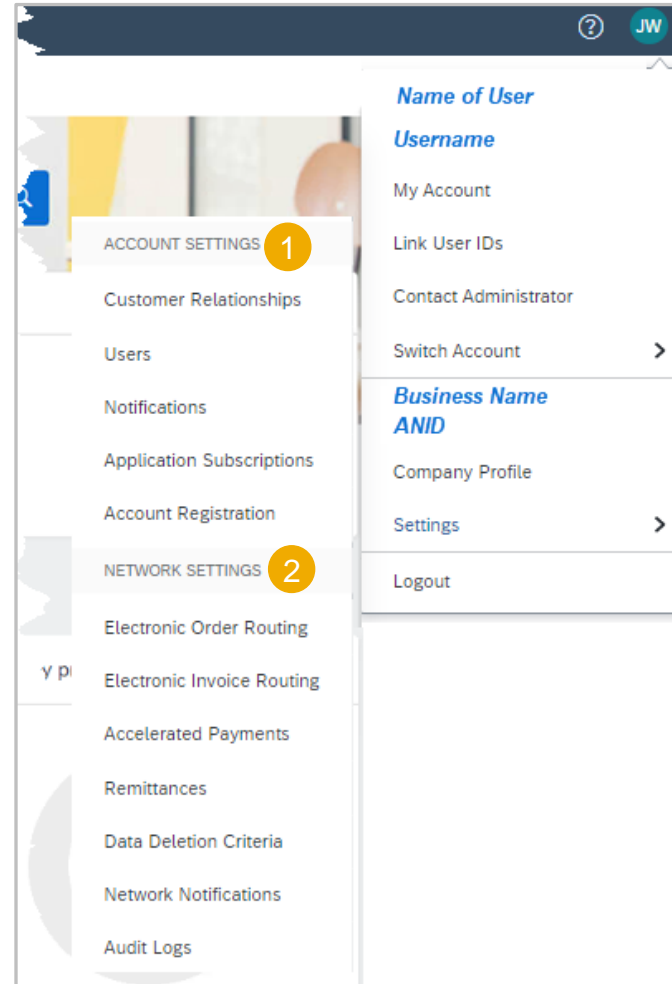 JW
Name of User
Username
My Account
Link User IDs
Contact Administrator
Switch Account
Business Name
ANID
Company Profile
Settings
Logout
ACCOUNT SETTINGS 1
Customer Relationships
Users
Notifications
Application Subscriptions
Account Registration
NETWORK SETTINGS 2
Electronic Order Routing
Electronic Invoice Routing
Accelerated Payments
Remittances
Data Deletion Criteria
Network Notifications
Audit Logs